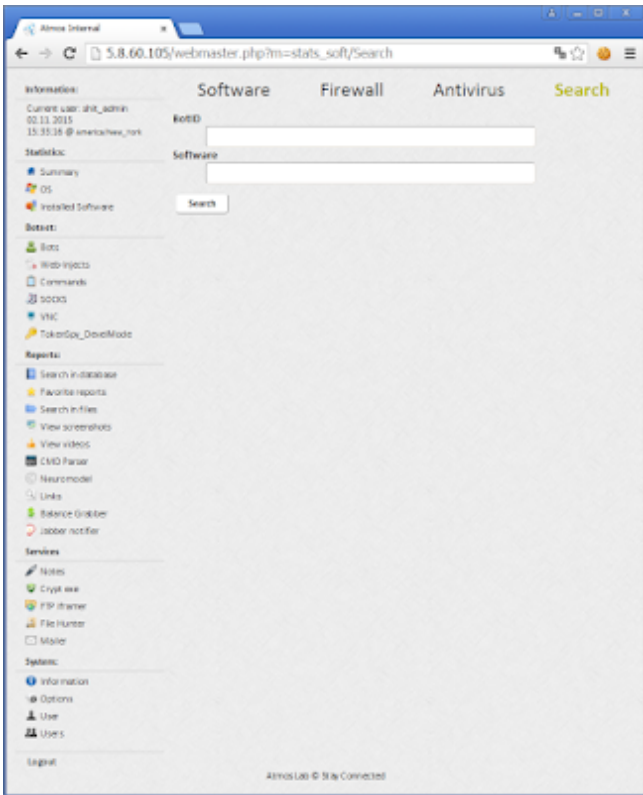 Atmos Internal
5.8.60.105/webmaster.php?m=stats_soft/Search
Information:
Current user: shit_admin
02.11.2015
15:35:16 @ America/New_York
Statistics:
Summary
OS
Installed Software
Botnet:
Bots
Web-Injects
Commands
SOCKS
VNC
TokenSpy_DevelMode
Reports:
Search in database
Favorite reports
Search in files
View screenshots
View videos
CMD Parser
Neuromodel
Links
Balance Grabber
Jabber notifier
Services
Notes
Crypt exe
FTP iframer
File Hunter
Mailer
System:
Information
Options
User
Users
Logout
Software Firewall Antivirus Search
BotID
Software
Search
Atmos Lab © Stay Connected